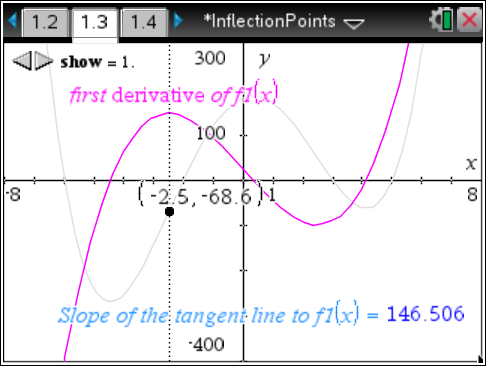 1.2 1.3 1.4 *InflectionPoints
show = 1.
300 y
first derivative of f1(x)
100
x
-8 (-2.5, -68.6) 1 8
Slope of the tangent line to f1(x) = 146.506
-400